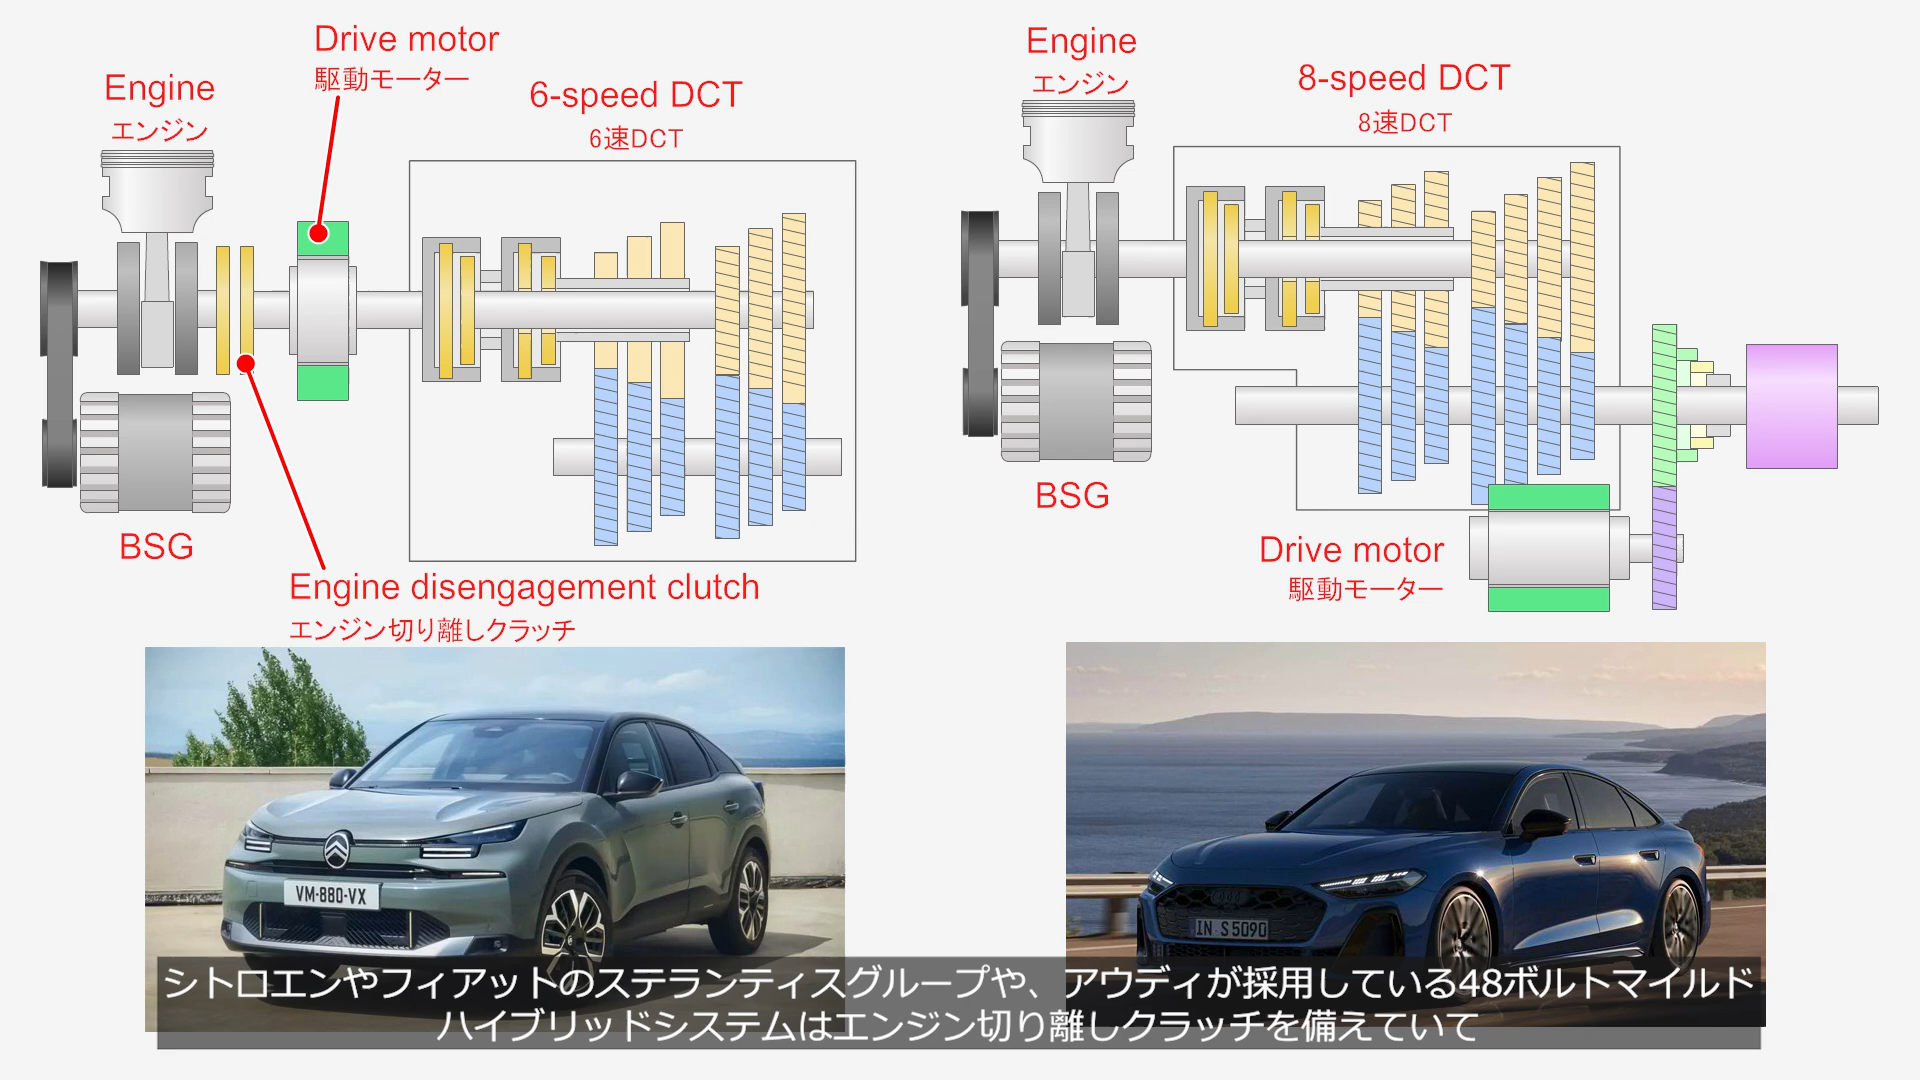 Drive motor
駆動モーター
Engine
エンジン
6-speed DCT
6速DCT
BSG
Engine disengagement clutch
エンジン切り離しクラッチ
Engine
エンジン
8-speed DCT
8速DCT
BSG
Drive motor
駆動モーター
VM-880-VX
IN S 5090
シトロエンやフィアットのステランティスグループや、アウディが採用している48ボルトマイルド
ハイブリッドシステムはエンジン切り離しクラッチを備えていて